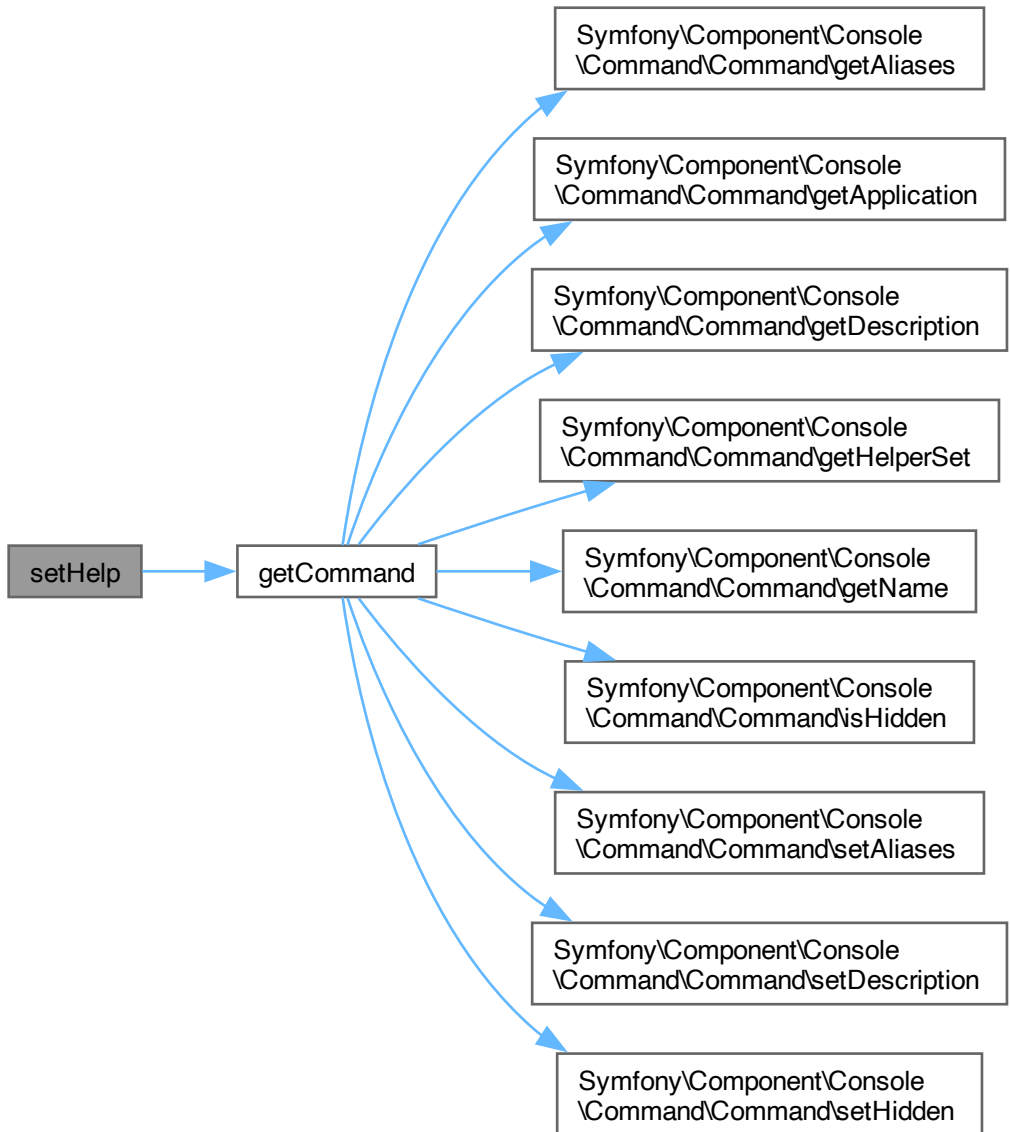 Symfony\Component\Console
\Command\Command\getAliases
Symfony\Component\Console
\Command\Command\getApplication
Symfony\Component\Console
\Command\Command\getDescription
Symfony\Component\Console
\Command\Command\getHelperSet
setHelp
getCommand
Symfony\Component\Console
\Command\Command\getName
Symfony\Component\Console
\Command\Command\isHidden
Symfony\Component\Console
\Command\Command\setAliases
Symfony\Component\Console
\Command\Command\setDescription
Symfony\Component\Console
\Command\Command\setHidden